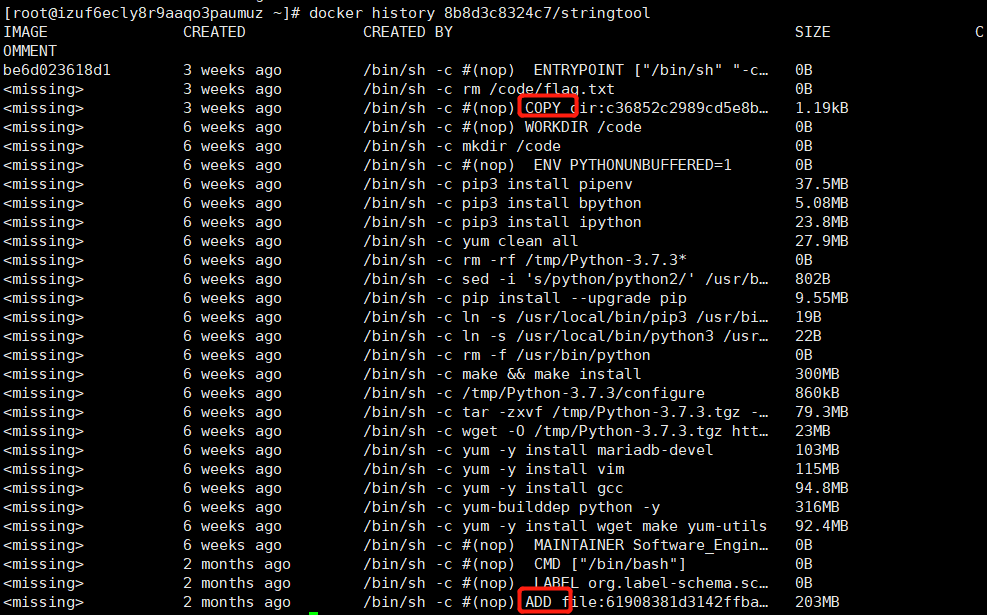 [root@izuf6ecly8r9aaqo3paumuz ~]# docker history 8b8d3c8324c7/stringtool
IMAGE CREATED CREATED BY SIZE C
OMMENT
be6d023618d1 3 weeks ago /bin/sh -c #(nop) ENTRYPOINT ["/bin/sh" "-c… 0B
<missing> 3 weeks ago /bin/sh -c rm /code/flag.txt 0B
<missing> 3 weeks ago /bin/sh -c #(nop) COPY dir:c36852c2989cd5e8b… 1.19kB
<missing> 6 weeks ago /bin/sh -c #(nop) WORKDIR /code 0B
<missing> 6 weeks ago /bin/sh -c mkdir /code 0B
<missing> 6 weeks ago /bin/sh -c #(nop) ENV PYTHONUNBUFFERED=1 0B
<missing> 6 weeks ago /bin/sh -c pip3 install pipenv 37.5MB
<missing> 6 weeks ago /bin/sh -c pip3 install bpython 5.08MB
<missing> 6 weeks ago /bin/sh -c pip3 install ipython 23.8MB
<missing> 6 weeks ago /bin/sh -c yum clean all 27.9MB
<missing> 6 weeks ago /bin/sh -c rm -rf /tmp/Python-3.7.3* 0B
<missing> 6 weeks ago /bin/sh -c sed -i 's/python/python2/' /usr/b… 802B
<missing> 6 weeks ago /bin/sh -c pip install --upgrade pip 9.55MB
<missing> 6 weeks ago /bin/sh -c ln -s /usr/local/bin/pip3 /usr/bi… 19B
<missing> 6 weeks ago /bin/sh -c ln -s /usr/local/bin/python3 /usr… 22B
<missing> 6 weeks ago /bin/sh -c rm -f /usr/bin/python 0B
<missing> 6 weeks ago /bin/sh -c make && make install 300MB
<missing> 6 weeks ago /bin/sh -c /tmp/Python-3.7.3/configure 860kB
<missing> 6 weeks ago /bin/sh -c tar -zxvf /tmp/Python-3.7.3.tgz -… 79.3MB
<missing> 6 weeks ago /bin/sh -c wget -O /tmp/Python-3.7.3.tgz htt… 23MB
<missing> 6 weeks ago /bin/sh -c yum -y install mariadb-devel 103MB
<missing> 6 weeks ago /bin/sh -c yum -y install vim 115MB
<missing> 6 weeks ago /bin/sh -c yum -y install gcc 94.8MB
<missing> 6 weeks ago /bin/sh -c yum-builddep python -y 316MB
<missing> 6 weeks ago /bin/sh -c yum -y install wget make yum-utils 92.4MB
<missing> 6 weeks ago /bin/sh -c #(nop) MAINTAINER Software_Engin… 0B
<missing> 2 months ago /bin/sh -c #(nop) CMD ["/bin/bash"] 0B
<missing> 2 months ago /bin/sh -c #(nop) LABEL org.label-schema.sc… 0B
<missing> 2 months ago /bin/sh -c #(nop) ADD file:61908381d3142ffba… 203MB